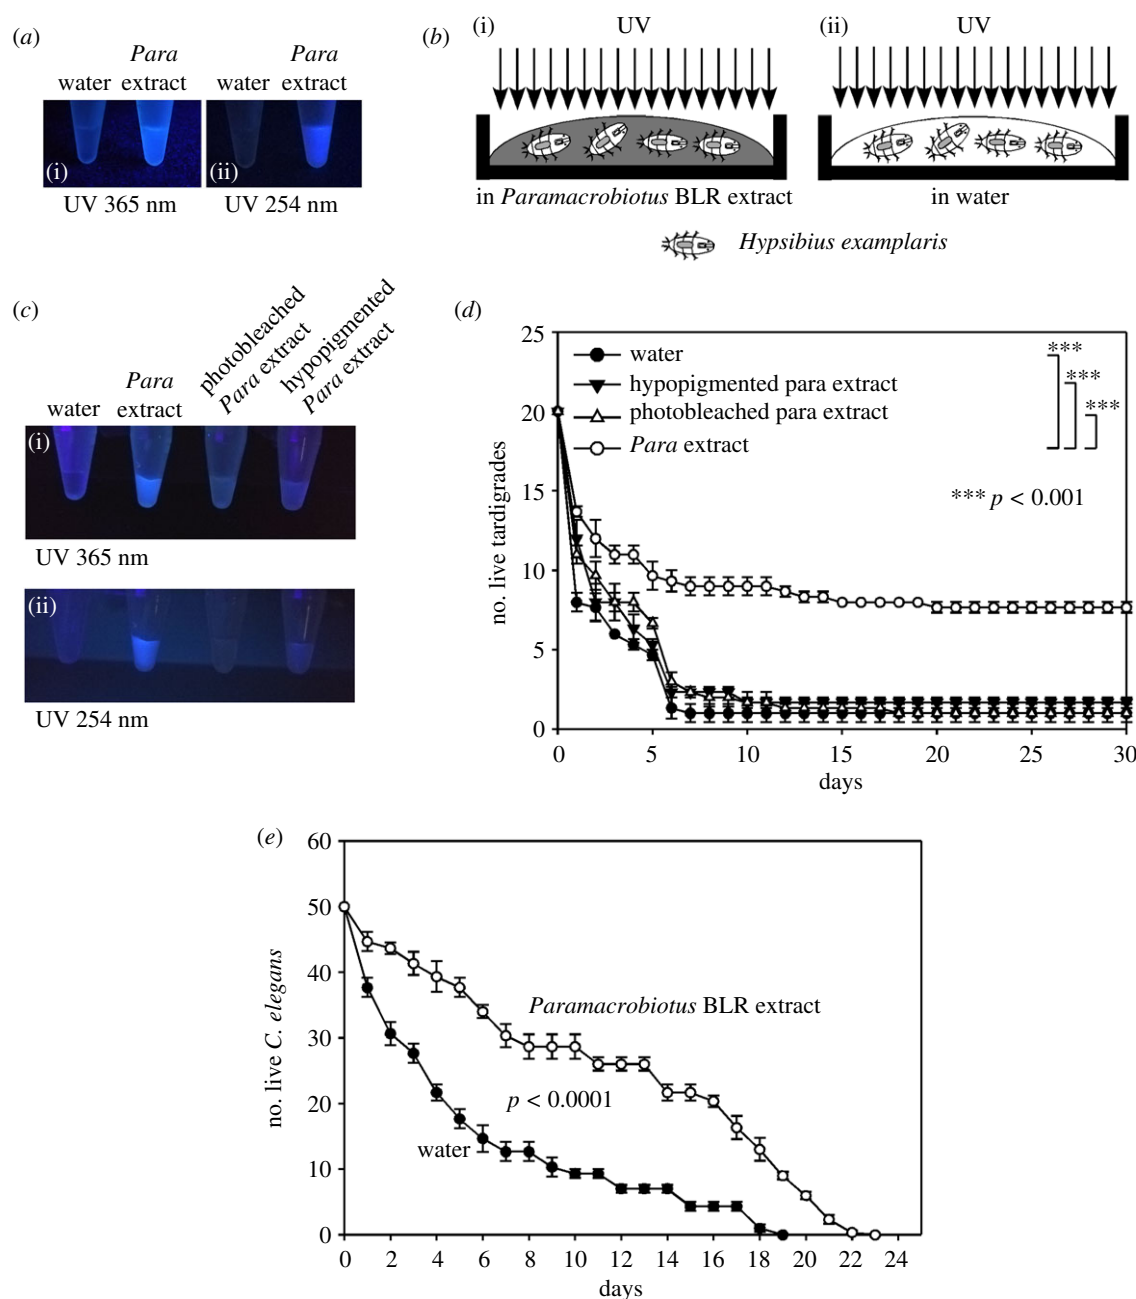 (a)
water
Para
extract
water
Para
extract
(i)
(ii)
UV 365 nm
UV 254 nm
(b)
(i)
UV
(ii)
UV
in Paramacrobiotus BLR extract
in water
Hypsibius examplaris
(c)
water
Para
extract
photobleached
Para extract
hypopigmented
Para extract
(i)
UV 365 nm
(ii)
UV 254 nm
(d)
25
20
15
10
5
0
no. live tardigrades
water
hypopigmented para extract
photobleached para extract
Para extract
***
***
***
*** p < 0.001
0 5 10 15 20 25 30
days
(e)
60
50
40
30
20
10
0
no. live C. elegans
Paramacrobiotus BLR extract
p < 0.0001
water
0 2 4 6 8 10 12 14 16 18 20 22 24
days